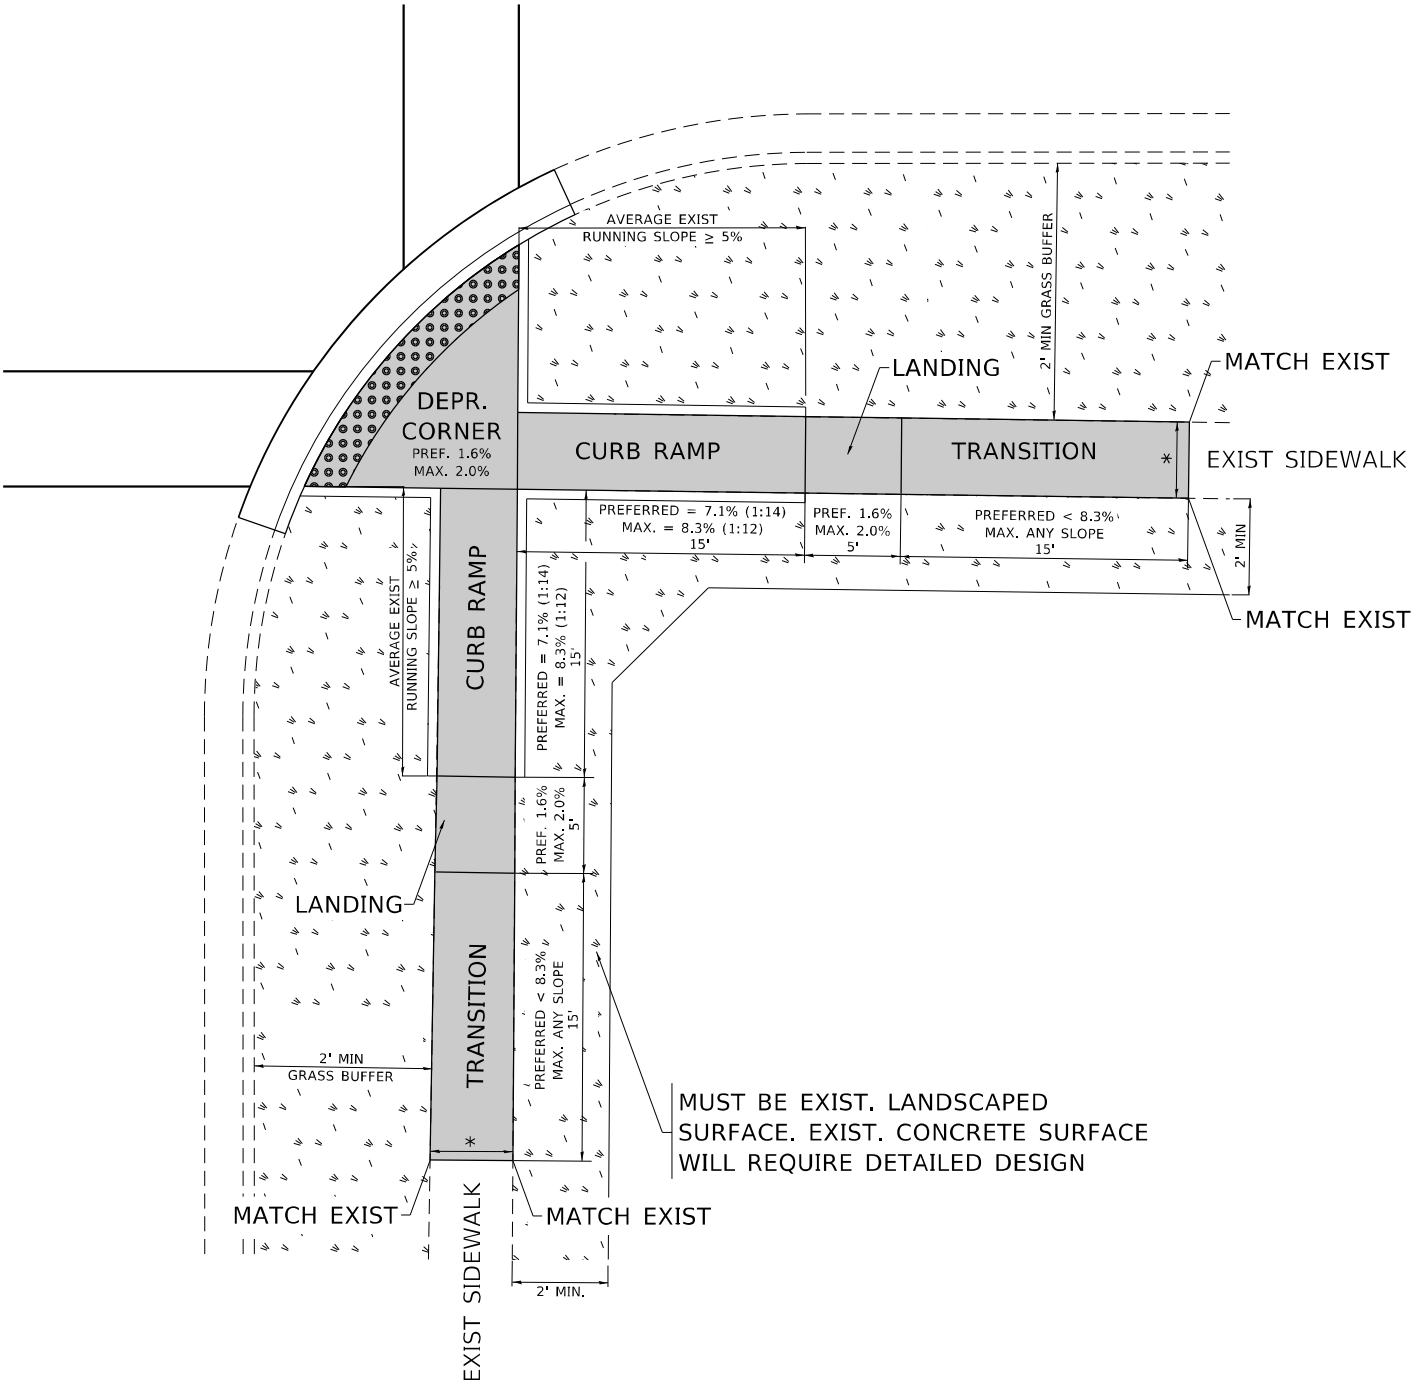 AVERAGE EXIST
RUNNING SLOPE ≥ 5%
2' MIN GRASS BUFFER
LANDING
MATCH EXIST
DEPR.
CORNER
PREF. 1.6%
MAX. 2.0%
CURB RAMP
TRANSITION
*
EXIST SIDEWALK
PREFERRED = 7.1% (1:14)
MAX. = 8.3% (1:12)
15'
PREF. 1.6%
MAX. 2.0%
5'
PREFERRED < 8.3%
MAX. ANY SLOPE
15'
2' MIN
MATCH EXIST
AVERAGE EXIST
RUNNING SLOPE ≥ 5%
CURB RAMP
PREFERRED = 7.1% (1:14)
MAX. = 8.3% (1:12)
15'
PREF. 1.6%
MAX. 2.0%
5'
LANDING
TRANSITION
PREFERRED < 8.3%
MAX. ANY SLOPE
15'
2' MIN
GRASS BUFFER
*
MUST BE EXIST. LANDSCAPED
SURFACE. EXIST. CONCRETE SURFACE
WILL REQUIRE DETAILED DESIGN
MATCH EXIST
MATCH EXIST
EXIST SIDEWALK
2' MIN.